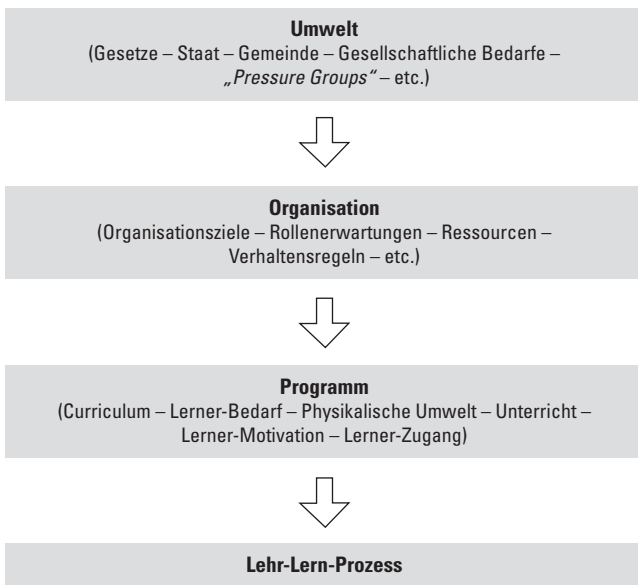 Umwelt
(Gesetze – Staat – Gemeinde – Gesellschaftliche Bedarfe –
„Pressure Groups“ – etc.)
Organisation
(Organisationsziele – Rollenerwartungen – Ressourcen –
Verhaltensregeln – etc.)
Programm
(Curriculum – Lerner-Bedarf – Physikalische Umwelt – Unterricht –
Lerner-Motivation – Lerner-Zugang)
Lehr-Lern-Prozess